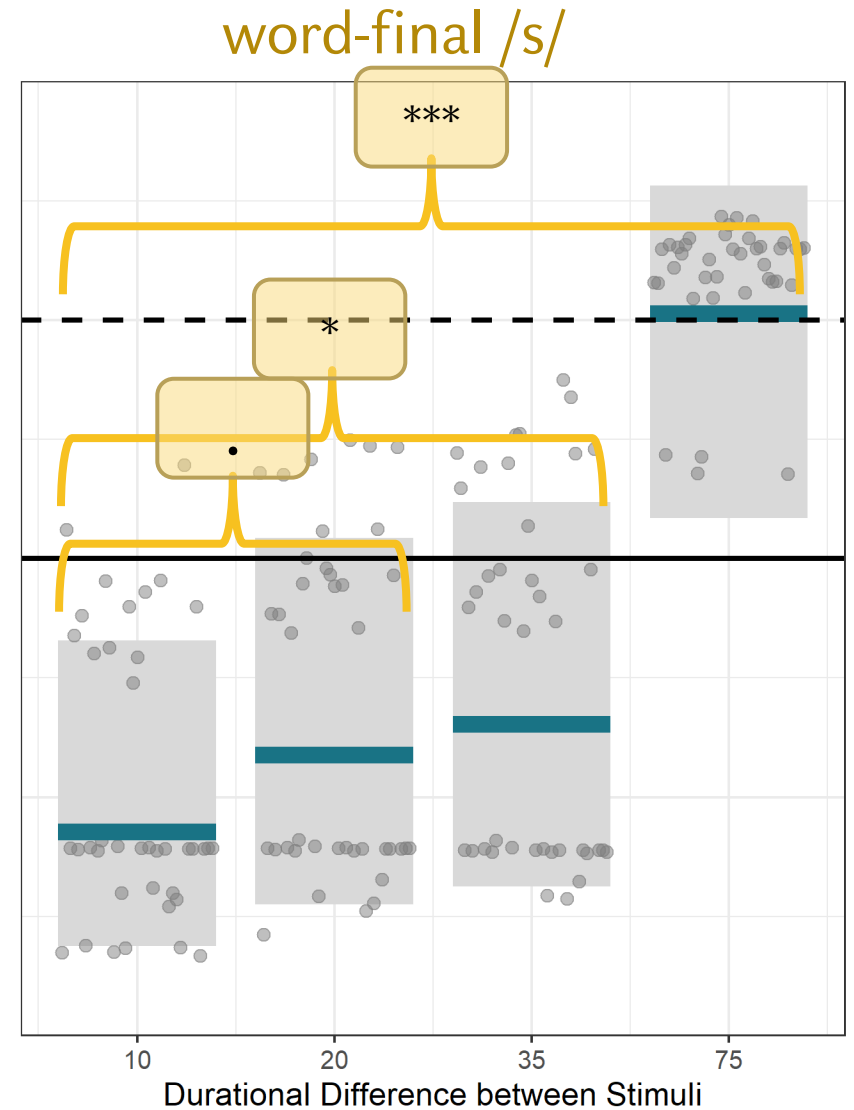 word-final /s/
***
*
.
10 20 35 75
Durational Difference between Stimuli